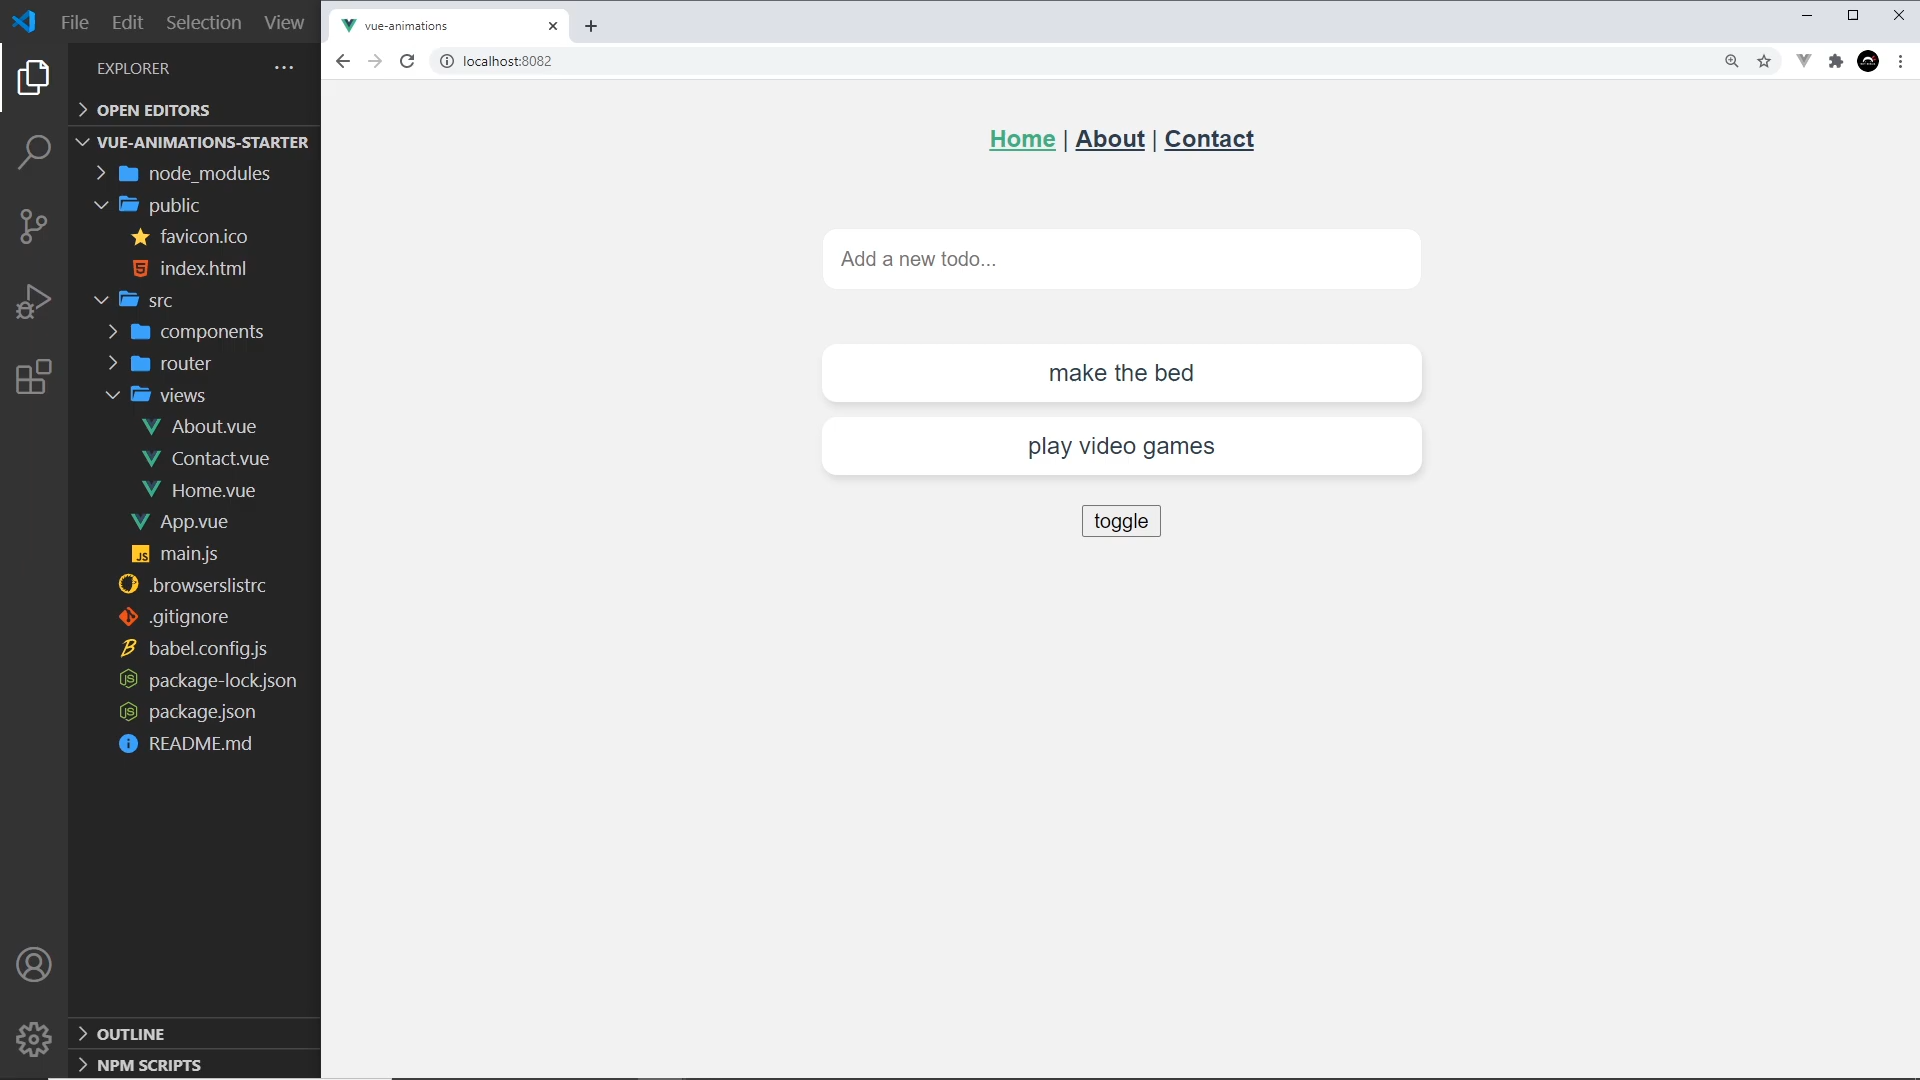 File Edit Selection View
EXPLORER
OPEN EDITORS
VUE-ANIMATIONS-STARTER
node_modules
public
favicon.ico
index.html
src
components
router
views
About.vue
Contact.vue
Home.vue
App.vue
main.js
.browserslistrc
.gitignore
babel.config.js
package-lock.json
package.json
README.md
OUTLINE
NPM SCRIPTS
vue-animations
localhost:8082
Home | About | Contact
Add a new todo...
make the bed
play video games
toggle